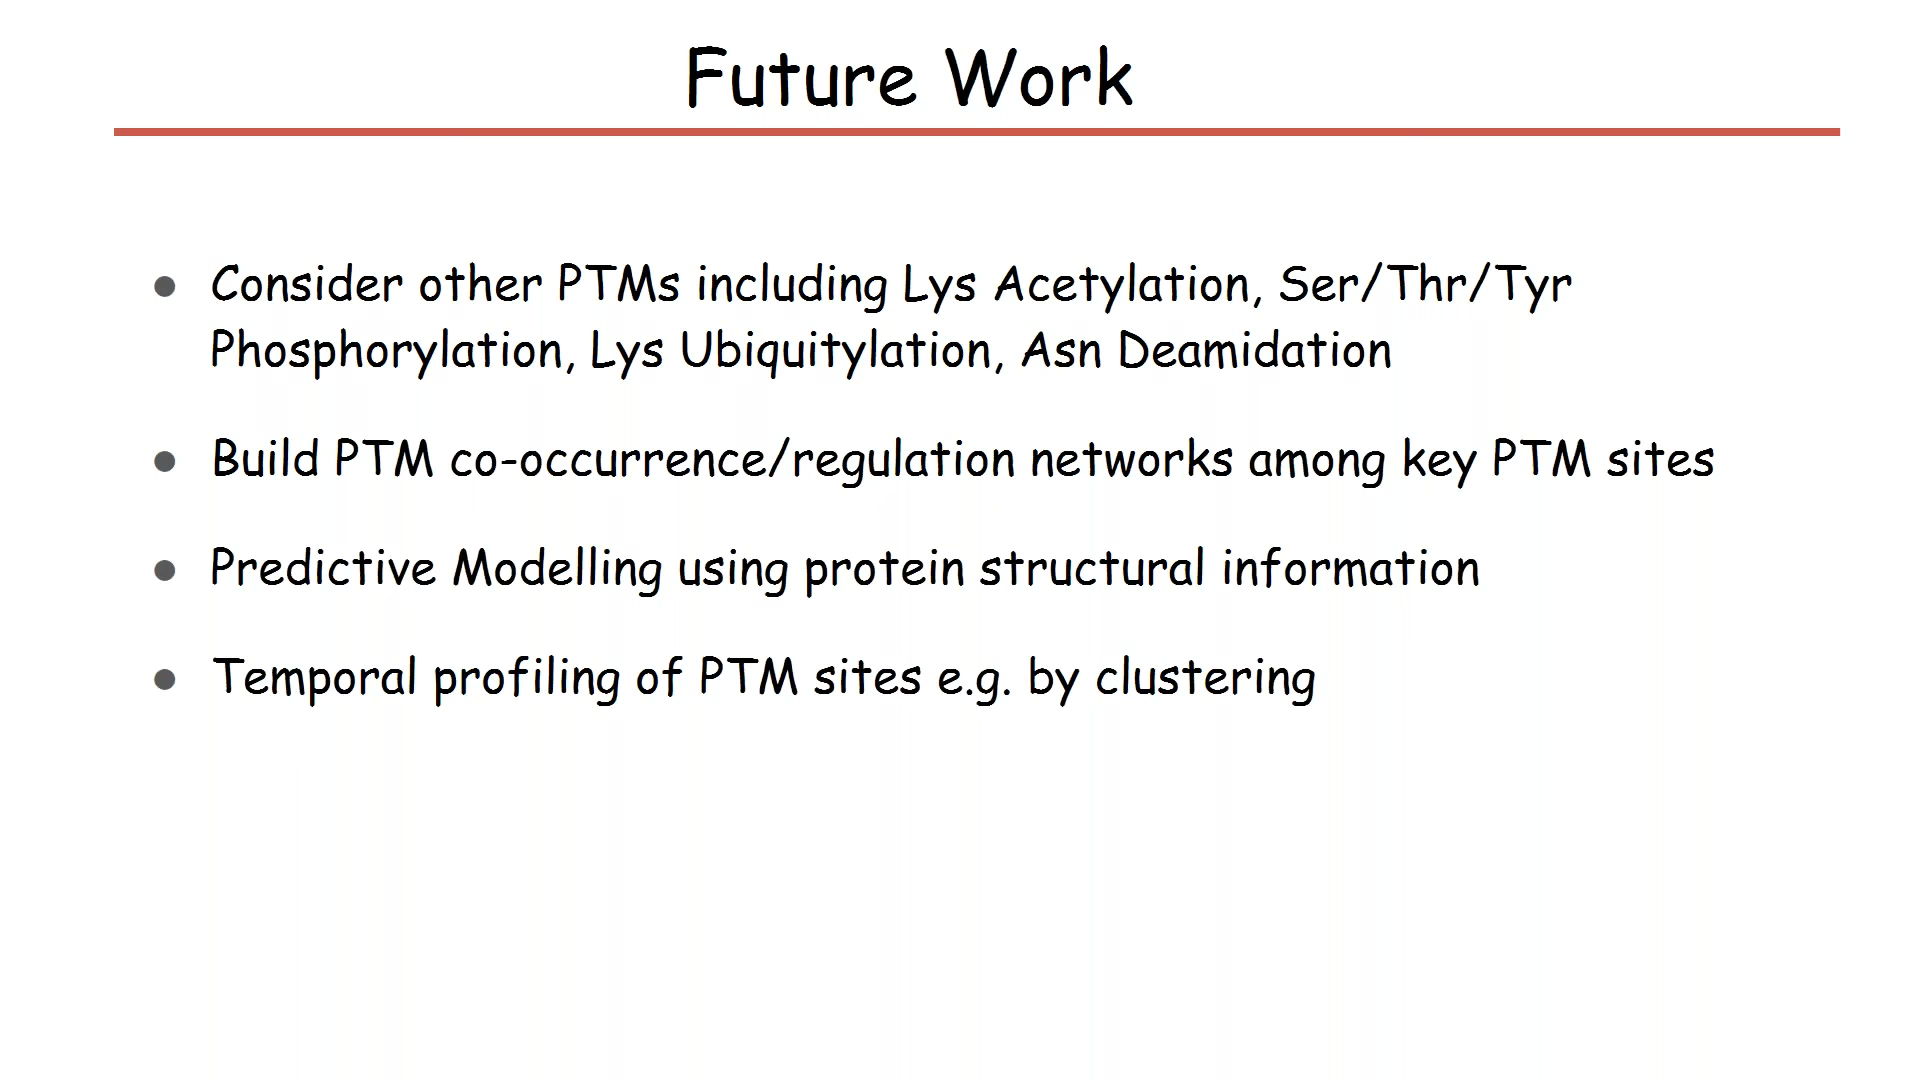 Future Work
● Consider other PTMs including Lys Acetylation, Ser/Thr/Tyr
Phosphorylation, Lys Ubiquitylation, Asn Deamidation
● Build PTM co-occurrence/regulation networks among key PTM sites
● Predictive Modelling using protein structural information
● Temporal profiling of PTM sites e.g. by clustering